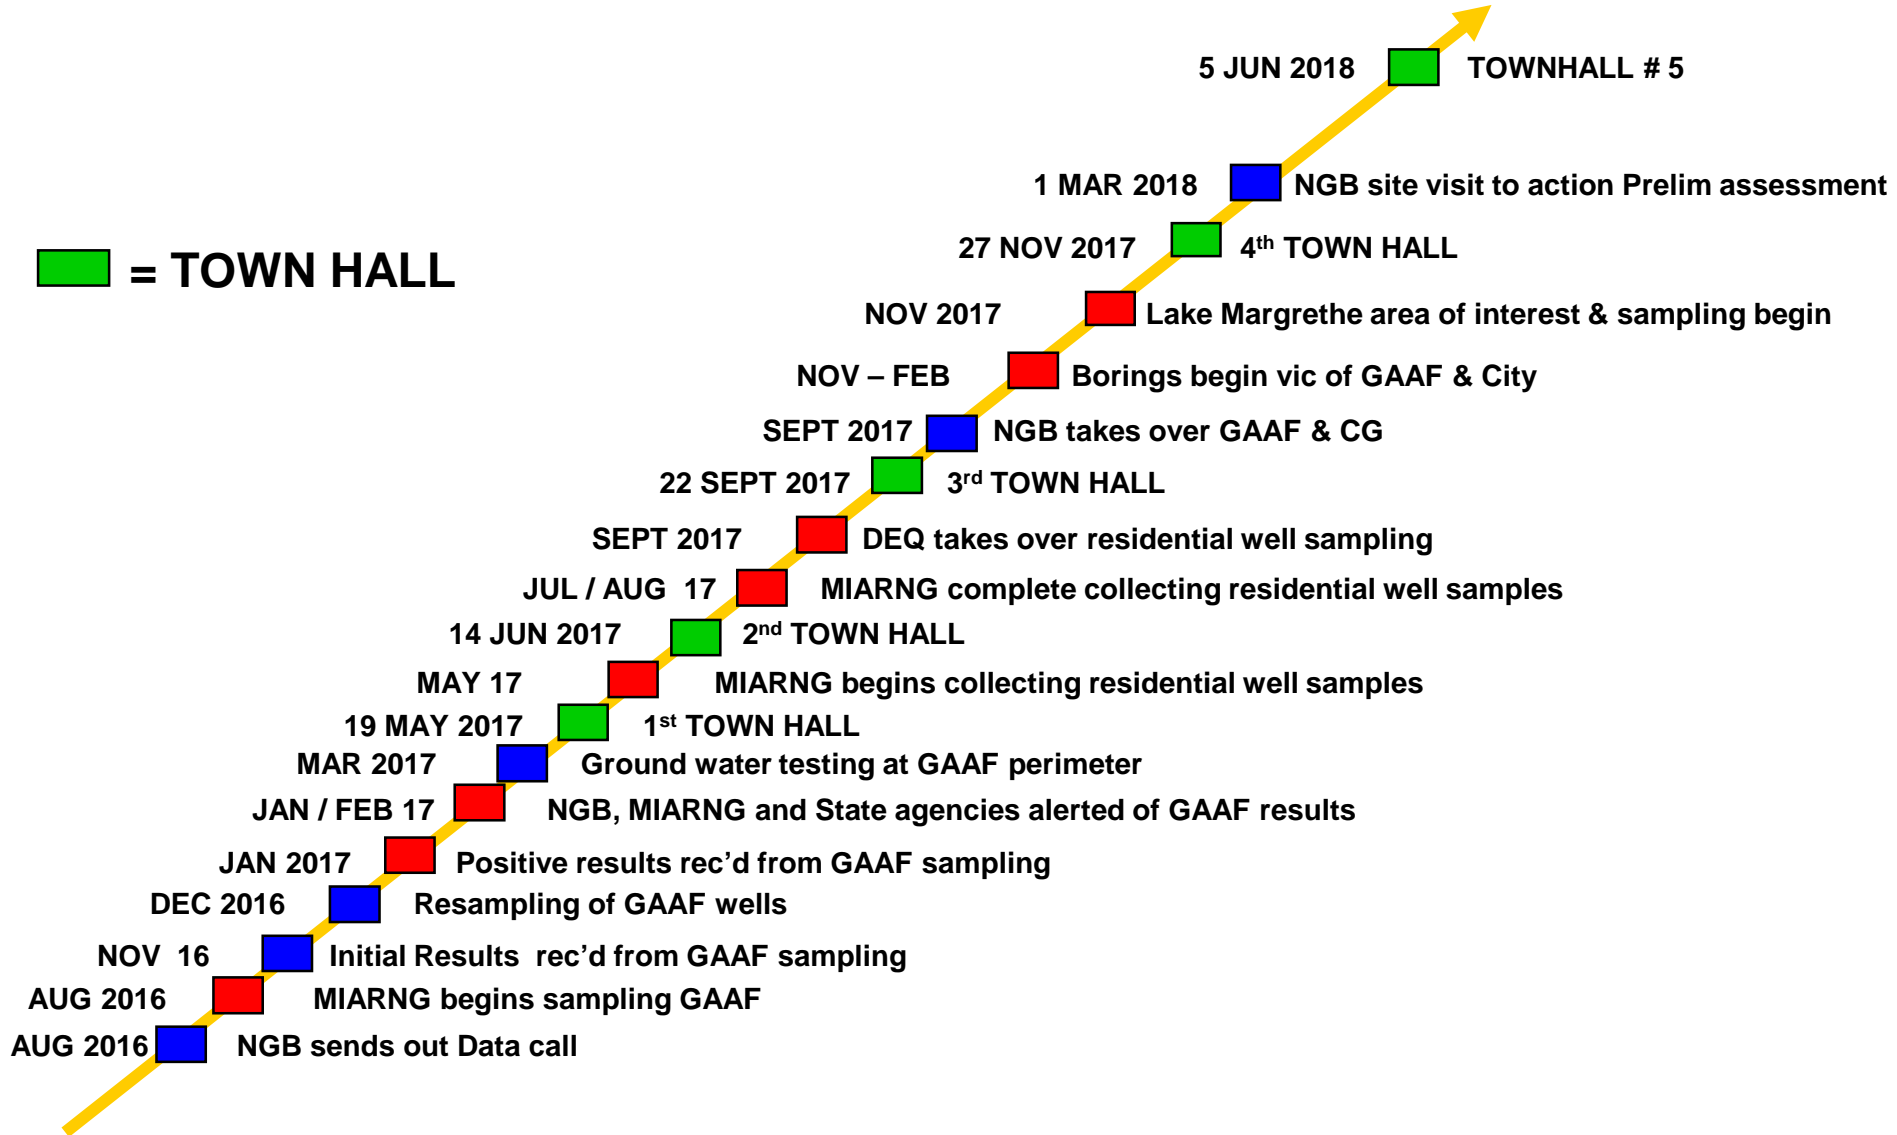 5 JUN 2018 TOWNHALL # 5
1 MAR 2018 NGB site visit to action Prelim assessment
27 NOV 2017 4th TOWN HALL
= TOWN HALL
NOV 2017 Lake Margrethe area of interest & sampling begin
NOV – FEB Borings begin vic of GAAF & City
SEPT 2017 NGB takes over GAAF & CG
22 SEPT 2017 3rd TOWN HALL
SEPT 2017 DEQ takes over residential well sampling
JUL / AUG 17 MIARNG complete collecting residential well samples
14 JUN 2017 2nd TOWN HALL
MAY 17 MIARNG begins collecting residential well samples
19 MAY 2017 1st TOWN HALL
MAR 2017 Ground water testing at GAAF perimeter
JAN / FEB 17 NGB, MIARNG and State agencies alerted of GAAF results
JAN 2017 Positive results rec’d from GAAF sampling
DEC 2016 Resampling of GAAF wells
NOV 16 Initial Results rec’d from GAAF sampling
AUG 2016 MIARNG begins sampling GAAF
AUG 2016 NGB sends out Data call